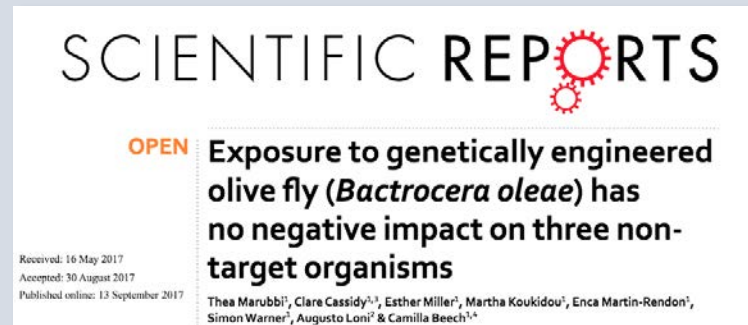 SCIENTIFIC REPORTS
OPEN
Exposure to genetically engineered
olive fly (Bactrocera oleae) has
no negative impact on three non-
target organisms
Received: 16 May 2017
Accepted: 30 August 2017
Published online: 13 September 2017
Thea Marubbi¹, Clare Cassidy¹,³, Esther Miller¹, Martha Koukidou¹, Enca Martin-Rendon¹,
Simon Warner¹, Augusto Loni² & Camilla Beech¹,⁴